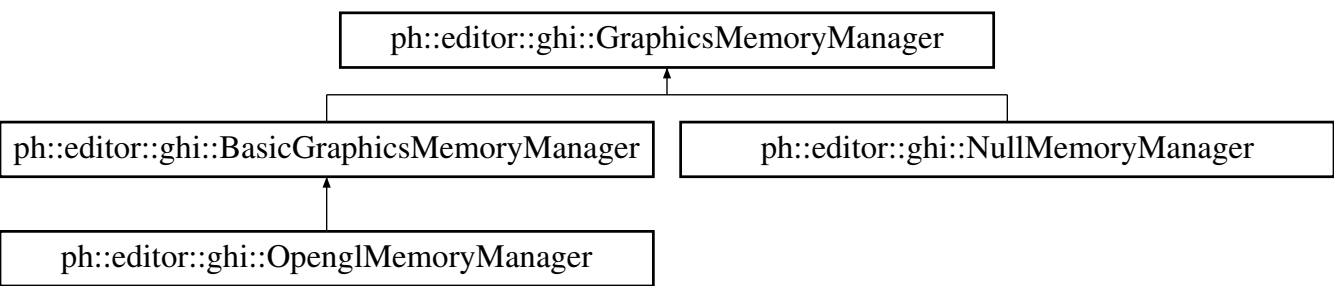 ph::editor::ghi::GraphicsMemoryManager
ph::editor::ghi::BasicGraphicsMemoryManager
ph::editor::ghi::NullMemoryManager
ph::editor::ghi::OpenglMemoryManager